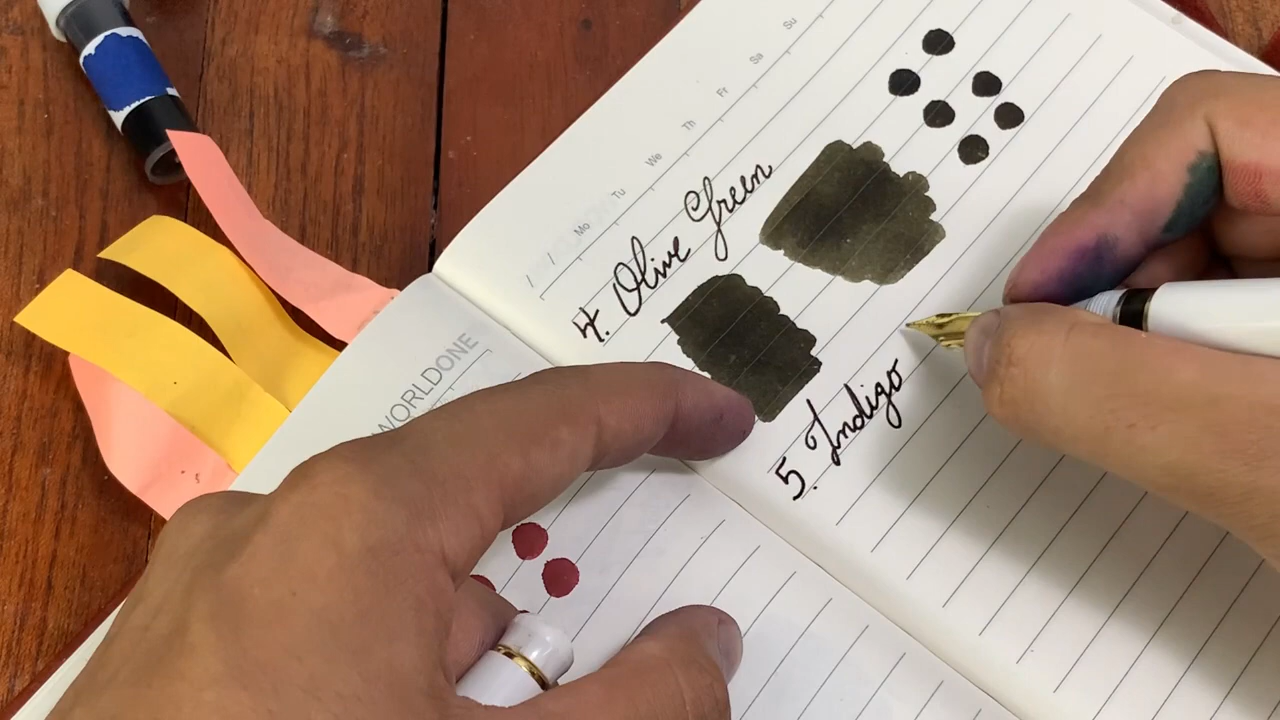 Mo Tu We Th Fr Sa Su
/ /
4. Olive Green
5. Indigo
WORLDONE